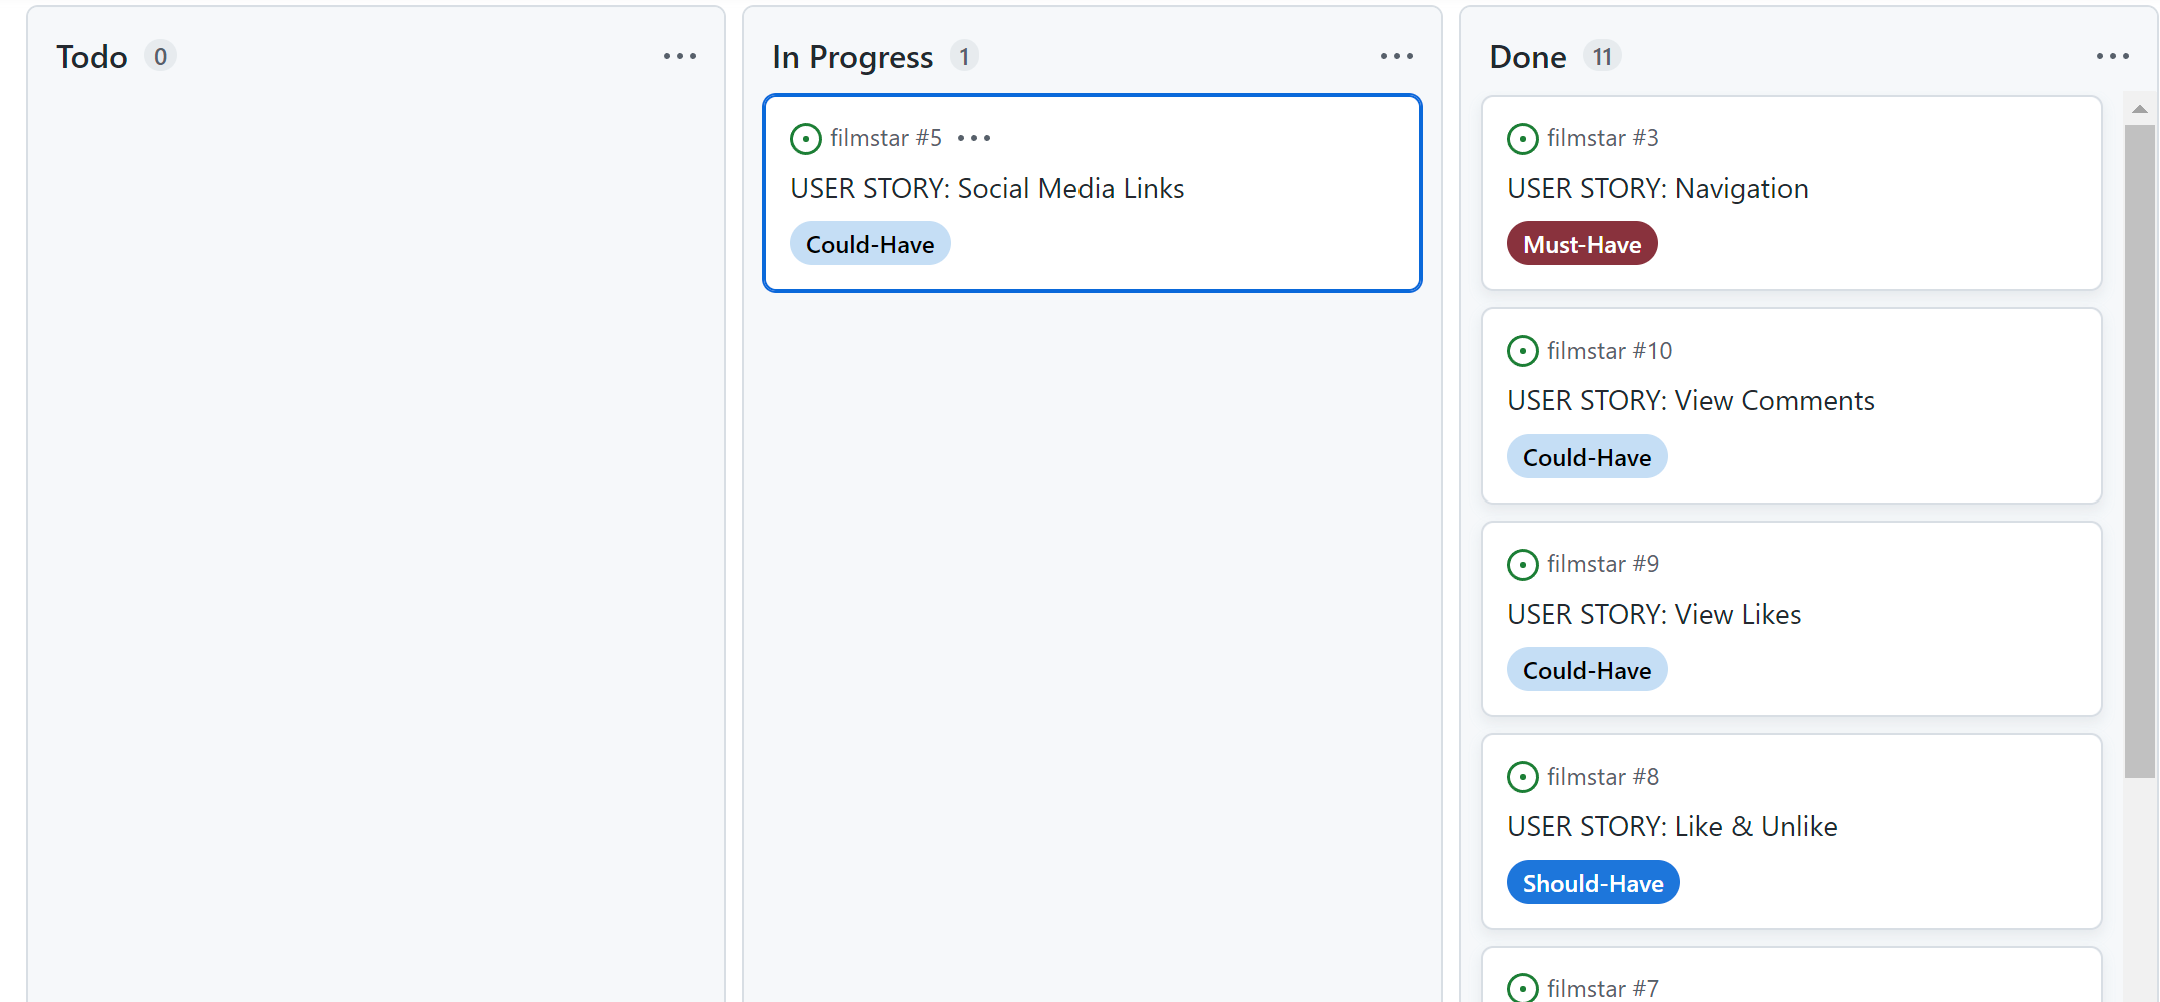 Todo 0
In Progress 1
filmstar #5
USER STORY: Social Media Links
Could-Have
Done 11
filmstar #3
USER STORY: Navigation
Must-Have
filmstar #10
USER STORY: View Comments
Could-Have
filmstar #9
USER STORY: View Likes
Could-Have
filmstar #8
USER STORY: Like & Unlike
Should-Have
filmstar #7